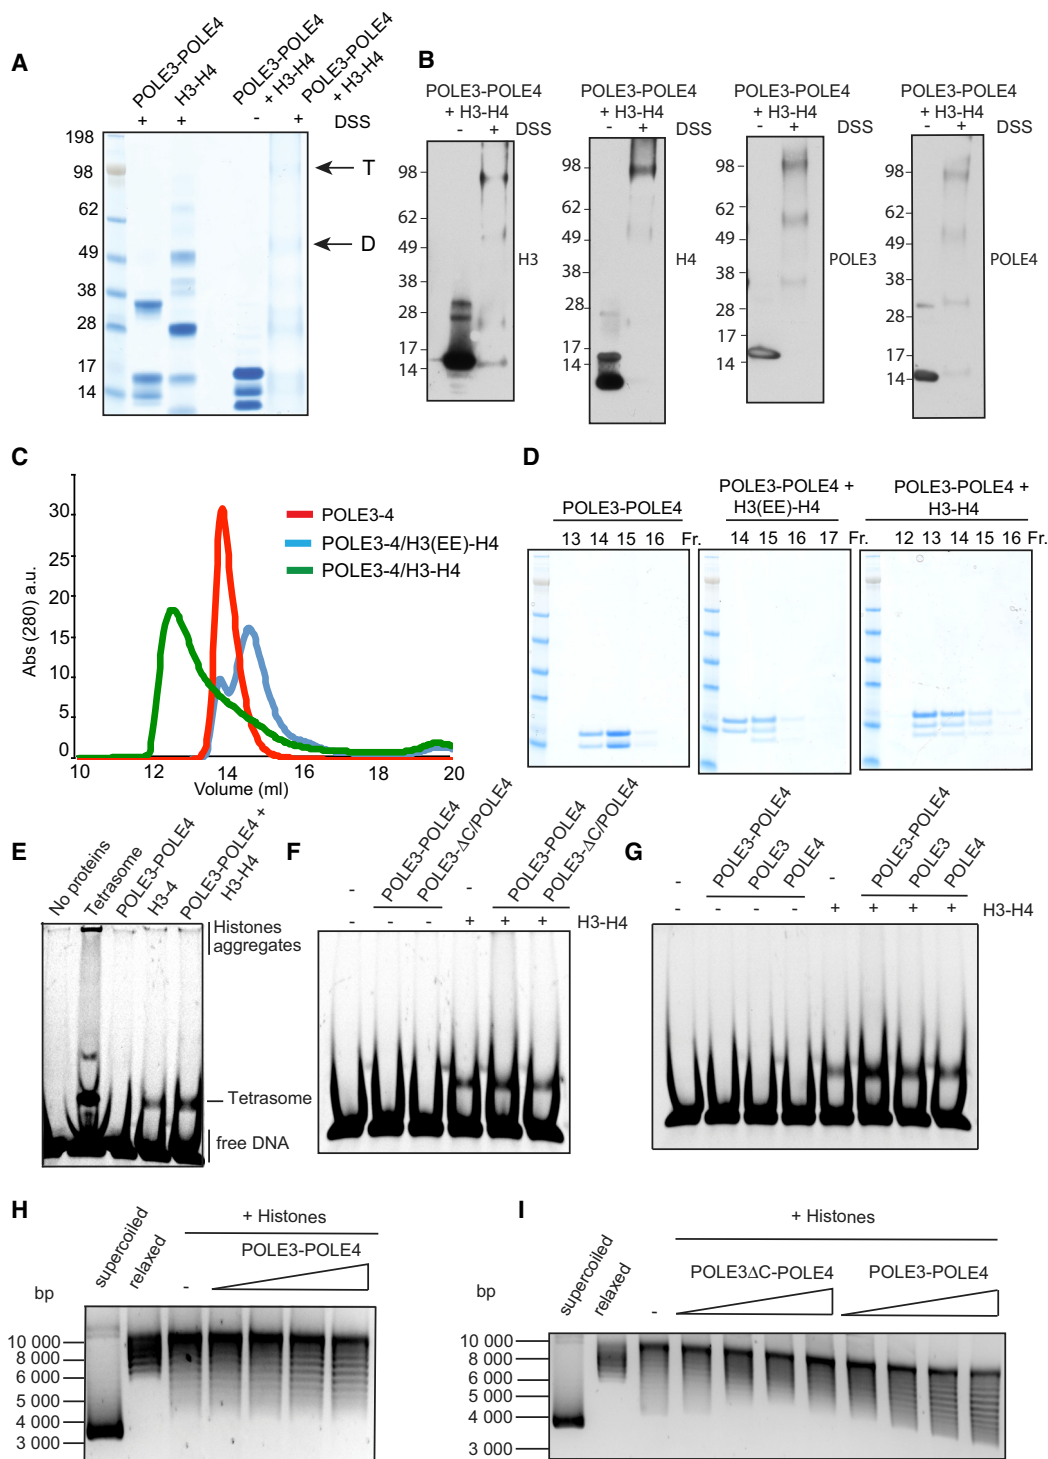 A
POLE3-POLE4
H3-H4
POLE3-POLE4
+ H3-H4
POLE3-POLE4
+ H3-H4
+ + - + DSS
198
98
62
49
38
28
17
14
T
D
B
POLE3-POLE4
+ H3-H4
- + DSS
98
62
49
38
28
17
14
H3
POLE3-POLE4
+ H3-H4
- + DSS
98
62
49
38
28
17
14
H4
POLE3-POLE4
+ H3-H4
- + DSS
98
62
49
38
28
17
14
POLE3
POLE3-POLE4
+ H3-H4
- + DSS
98
62
49
38
28
17
14
POLE4
C
Abs (280) a.u.
30
25
20
15
10
5
0
10 12 14 16 18 20
Volume (ml)
POLE3-4
POLE3-4/H3(EE)-H4
POLE3-4/H3-H4
D
POLE3-POLE4
13 14 15 16 Fr.
POLE3-POLE4 +
H3(EE)-H4
14 15 16 17 Fr.
POLE3-POLE4 +
H3-H4
12 13 14 15 16 Fr.
E
No proteins
Tetrasome
POLE3-POLE4
H3-4
POLE3-POLE4 +
H3-H4
Histones
aggregates
Tetrasome
free DNA
F
-
POLE3-POLE4
POLE3-ΔC/POLE4
-
POLE3-POLE4
POLE3-ΔC/POLE4
- - - + + + H3-H4
G
-
POLE3-POLE4
POLE3
POLE4
-
POLE3-POLE4
POLE3
POLE4
- - - - + + + + H3-H4
H
supercoiled
relaxed
+ Histones
-
POLE3-POLE4
bp
10 000
8 000
6 000
5 000
4 000
3 000
I
supercoiled
relaxed
+ Histones
-
POLE3ΔC-POLE4
POLE3-POLE4
bp
10 000
8 000
6 000
5 000
4 000
3 000